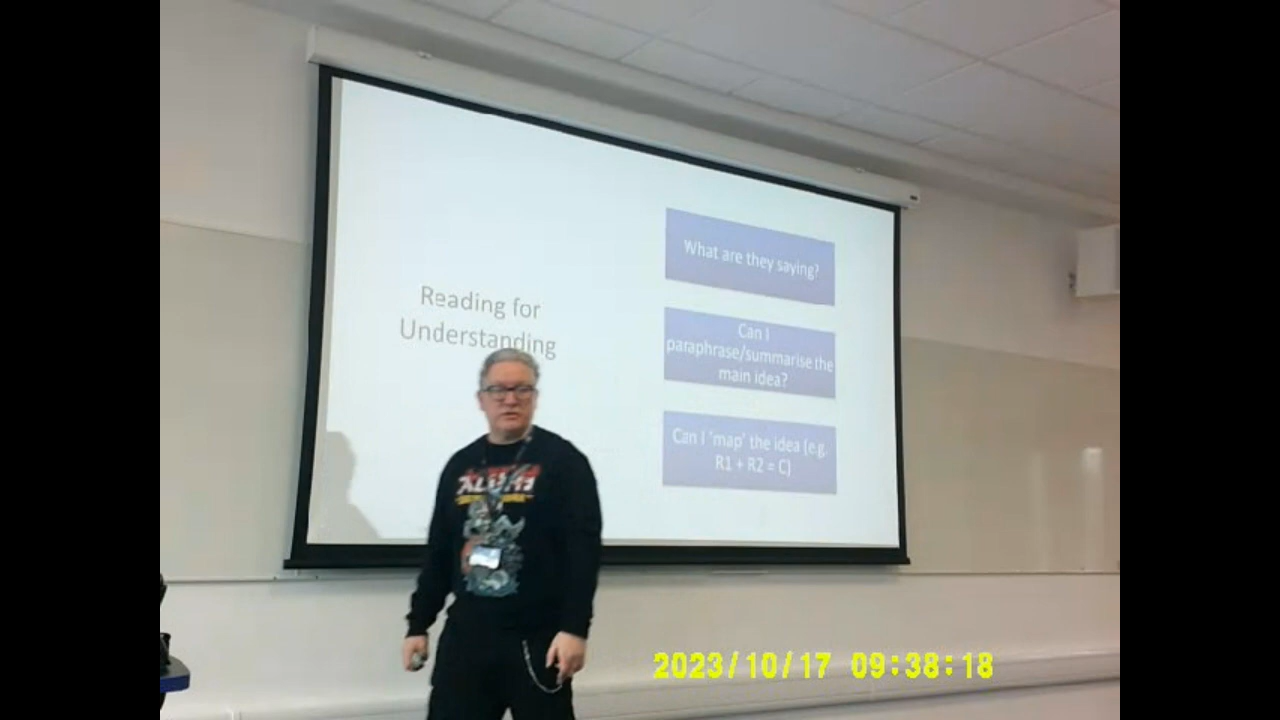 Reading for
Understanding
What are they saying?
Can I
paraphrase/summarise the
main idea?
Can I 'map' the idea (e.g.
R1 + R2 = C)
2023/10/17 09:38:18